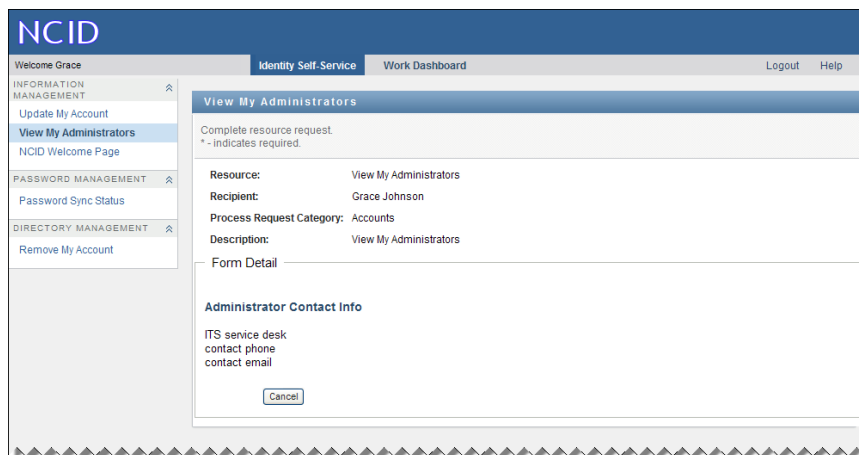 NCID
Welcome Grace
Identity Self-Service
Work Dashboard
Logout
Help
INFORMATION
MANAGEMENT
Update My Account
View My Administrators
NCID Welcome Page
PASSWORD MANAGEMENT
Password Sync Status
DIRECTORY MANAGEMENT
Remove My Account
View My Administrators
Complete resource request.
* - indicates required.
Resource: View My Administrators
Recipient: Grace Johnson
Process Request Category: Accounts
Description: View My Administrators
Form Detail
Administrator Contact Info
ITS service desk
contact phone
contact email
Cancel